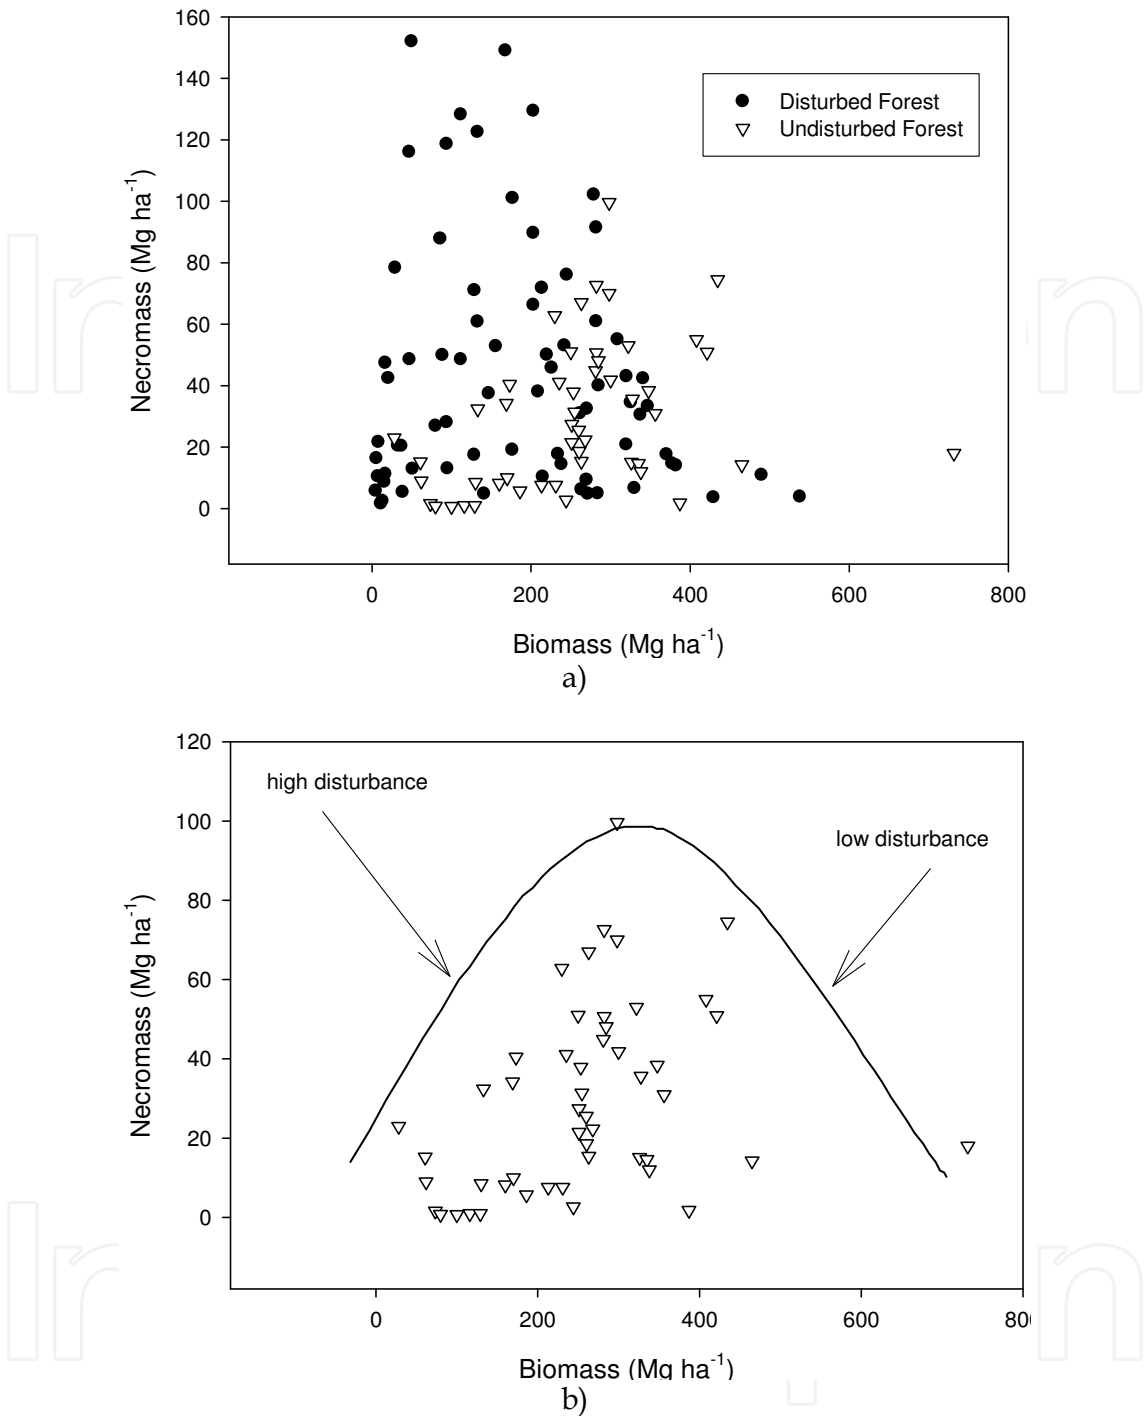 160
140
120
100
80
60
40
20
0
Necromass (Mg ha⁻¹)
Disturbed Forest
Undisturbed Forest
0 200 400 600 800
Biomass (Mg ha⁻¹)
a)
120
100
80
60
40
20
0
Necromass (Mg ha⁻¹)
high disturbance
low disturbance
0 200 400 600 80
Biomass (Mg ha⁻¹)
b)